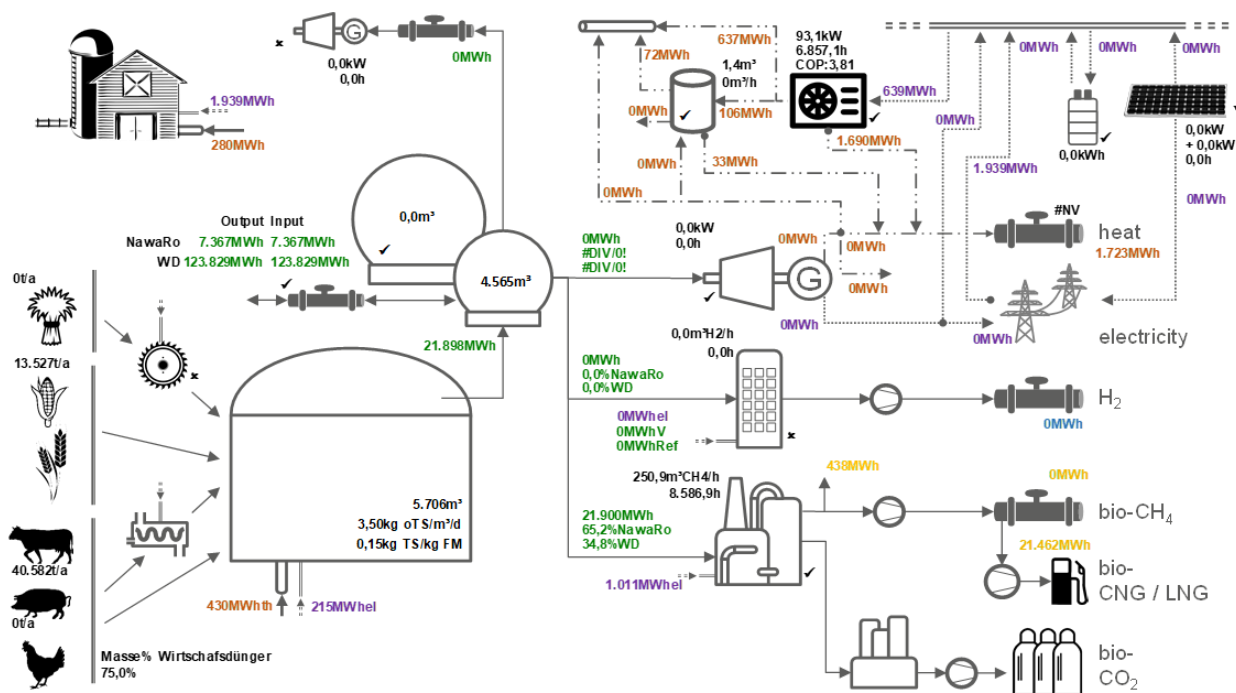 1.939MWh
280MWh
G
0,0kW
0,0h
0MWh
637MWh
72MWh
1,4m³
0m³/h
93,1kW
6.857,1h
COP:3,81
0MWh
106MWh
639MWh
0MWh
33MWh
1.690MWh
0MWh
0MWh
0MWh
0MWh
0MWh
0,0kWh
0,0kW
+ 0,0kW
0,0h
1.939MWh
0MWh
Output Input
NawaRo 7.367MWh 7.367MWh
WD 123.829MWh 123.829MWh
0,0m³
4.565m³
21.898MWh
0MWh
#DIV/0!
#DIV/0!
0,0kW
0,0h
G
0MWh
0MWh
0MWh
0MWh
#NV
heat
1.723MWh
0MWh
electricity
0t/a
13.527t/a
40.582t/a
0t/a
Masse% Wirtschafsdünger
75,0%
5.706m³
3,50kg oTS/m³/d
0,15kg TS/kg FM
430MWhth
215MWhel
0MWh
0,0%NawaRo
0,0%WD
0MWhel
0MWhV
0MWhRef
0,0m³H2/h
0,0h
H₂
0MWh
250,9m³CH4/h
8.586,9h
21.900MWh
65,2%NawaRo
34,8%WD
1.011MWhel
438MWh
0MWh
bio-CH₄
21.462MWh
bio-
CNG / LNG
bio-
CO₂